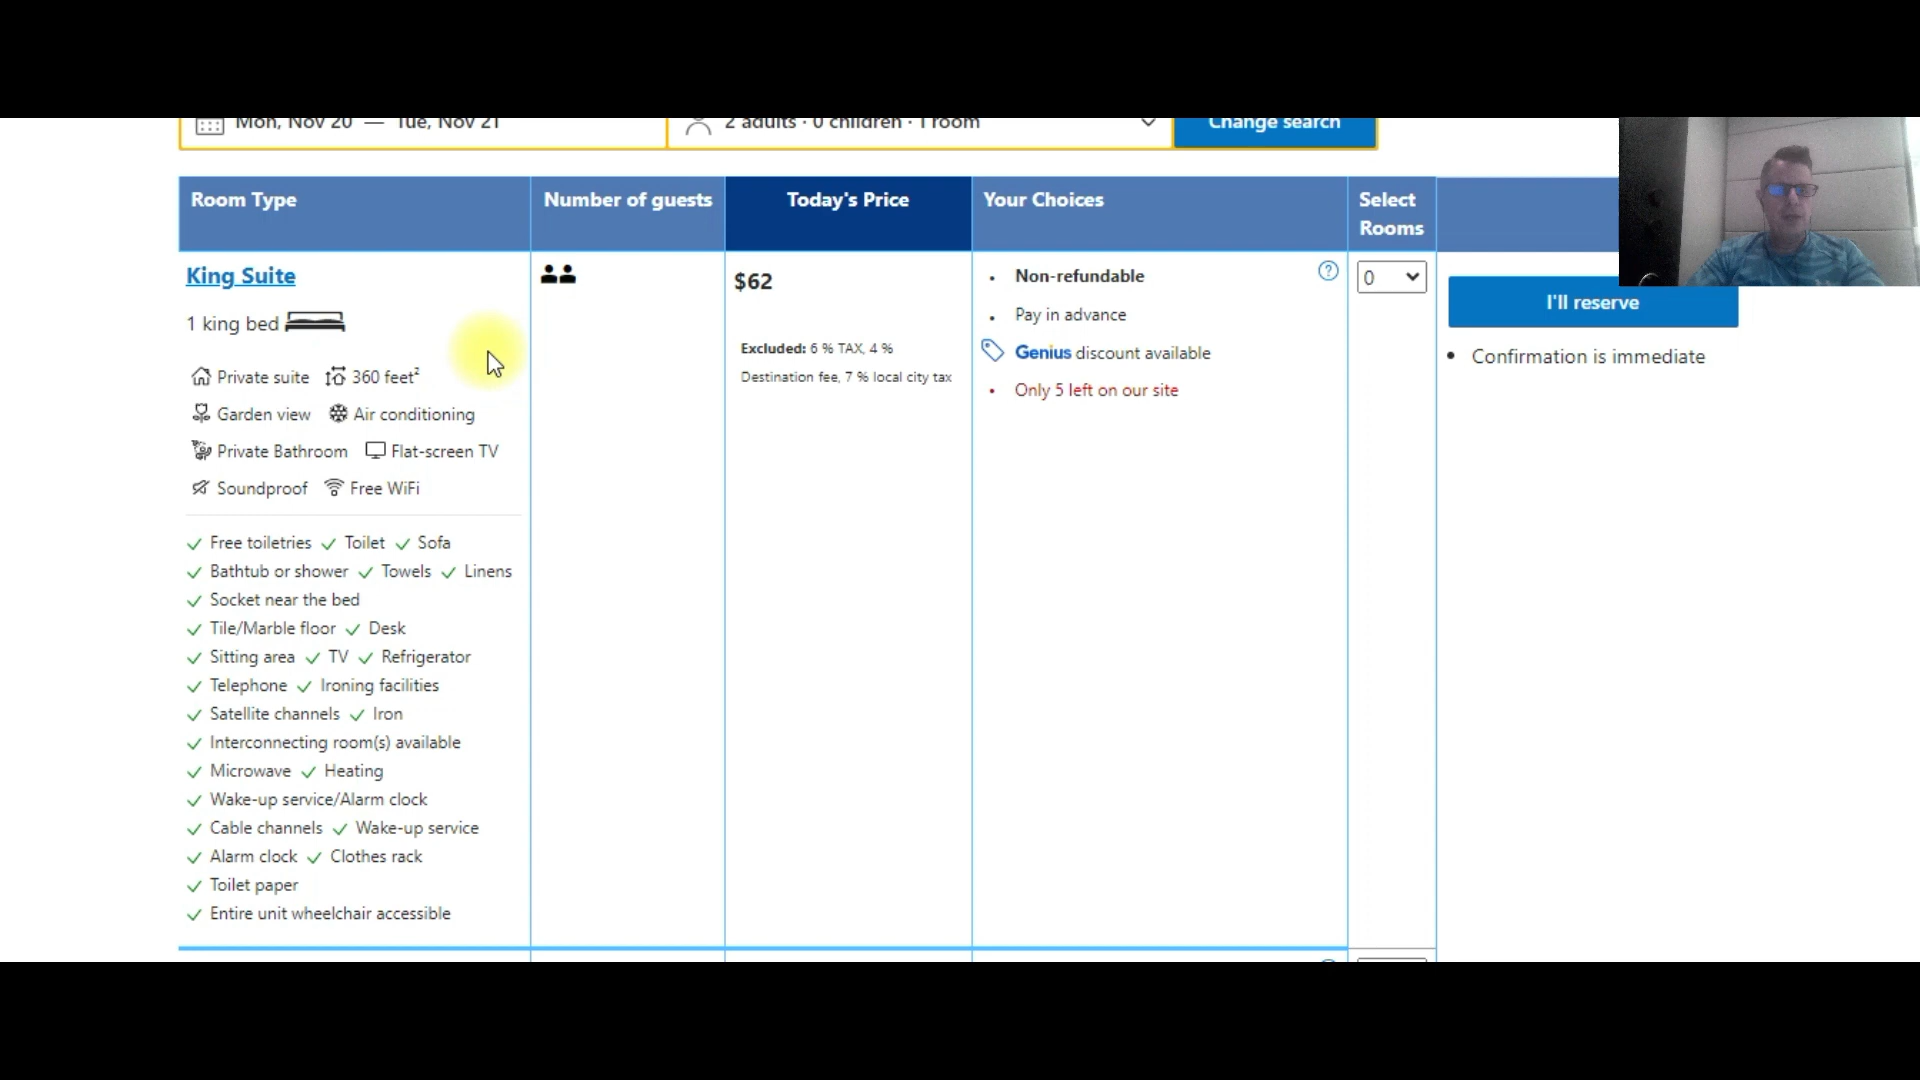 Mon, Nov 20 — Tue, Nov 21
2 adults · 0 children · 1 room
Change search
Room Type
Number of guests
Today's Price
Your Choices
Select
Rooms
King Suite
1 king bed
Private suite 360 feet²
Garden view Air conditioning
Private Bathroom Flat-screen TV
Soundproof Free WiFi
Free toiletries Toilet Sofa
Bathtub or shower Towels Linens
Socket near the bed
Tile/Marble floor Desk
Sitting area TV Refrigerator
Telephone Ironing facilities
Satellite channels Iron
Interconnecting room(s) available
Microwave Heating
Wake-up service/Alarm clock
Cable channels Wake-up service
Alarm clock Clothes rack
Toilet paper
Entire unit wheelchair accessible
$62
Excluded: 6 % TAX, 4 %
Destination fee, 7 % local city tax
• Non-refundable
?
• Pay in advance
Genius discount available
• Only 5 left on our site
0
I'll reserve
• Confirmation is immediate